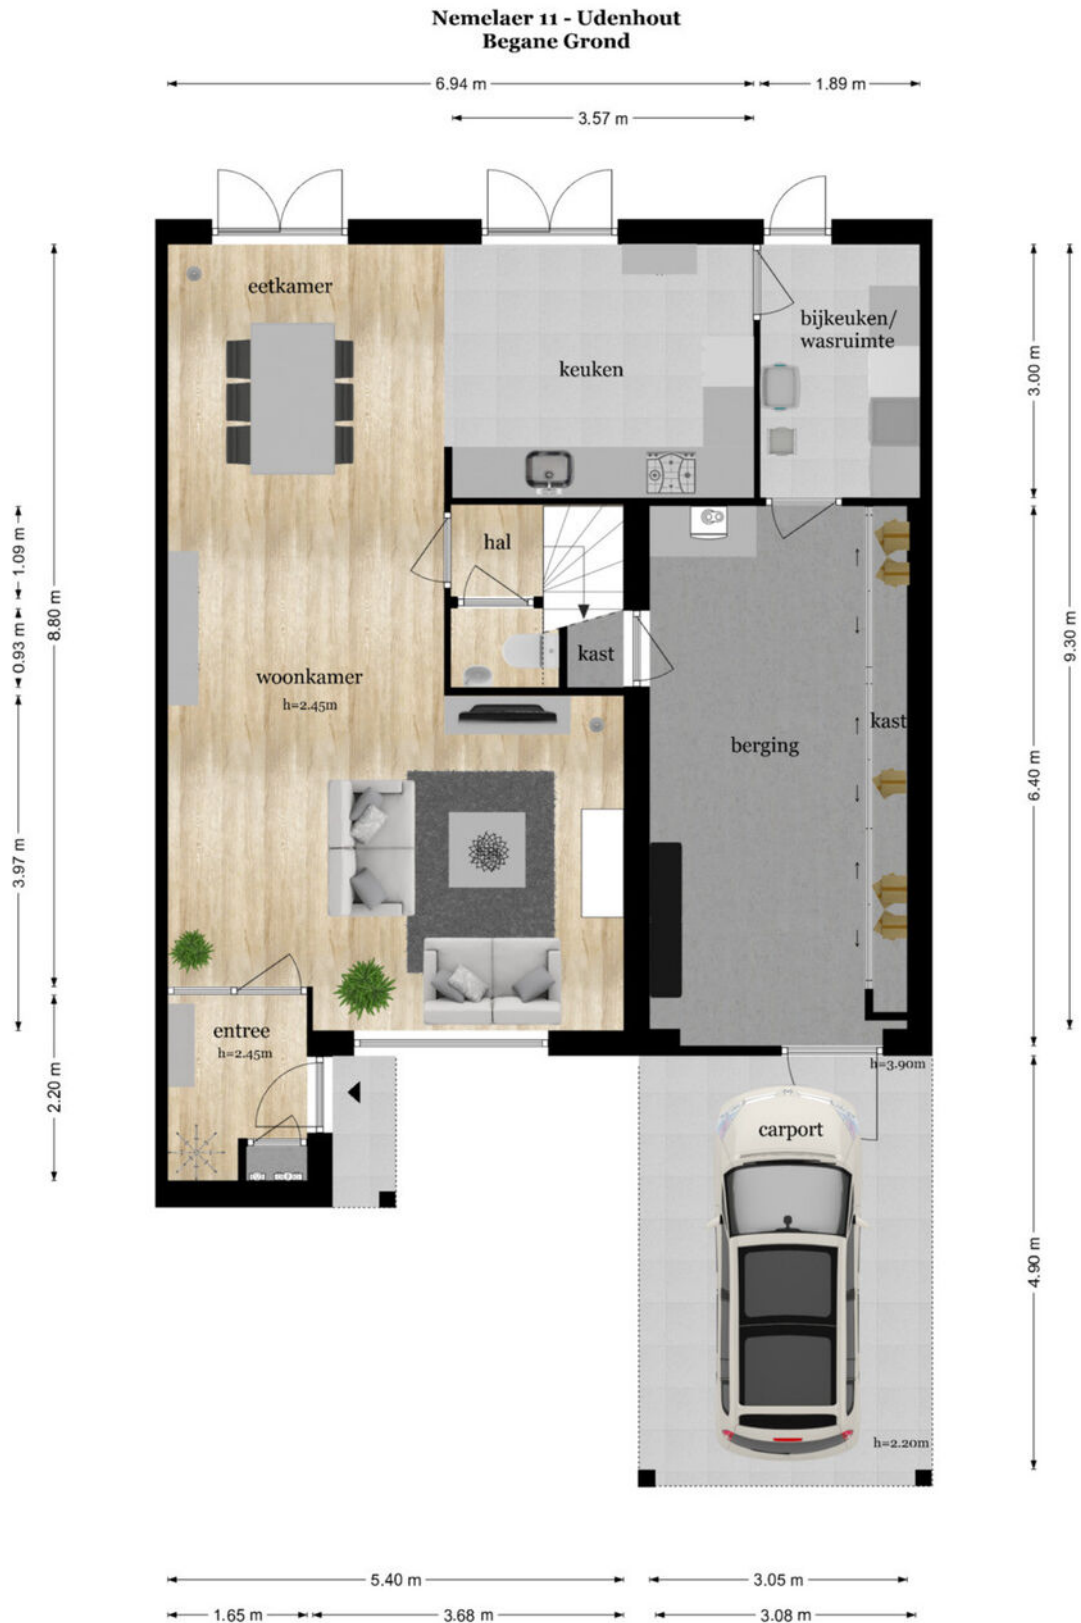 Nemelaer 11 - Udenhout
Begane Grond
6.94 m
1.89 m
3.57 m
eetkamer
keuken
bijkeuken/
wasruimte
3.00 m
1.09 m
hal
0.93 m
8.80 m
kast
9.30 m
woonkamer
h=2.45m
berging
kast
6.40 m
3.97 m
entree
h=2.45m
2.20 m
h=3.90m
carport
4.90 m
h=2.20m
5.40 m
3.05 m
1.65 m
3.68 m
3.08 m